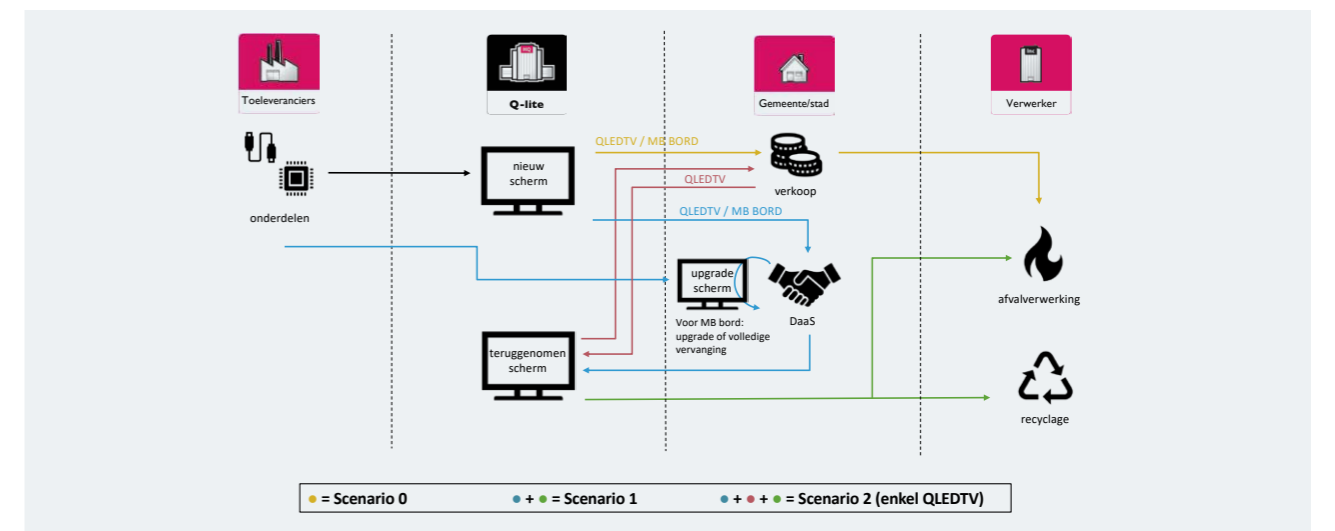 Toeleveranciers
Q-lite
Gemeente/stad
Verwerker
QLEDTV / MB BORD
nieuw
scherm
QLEDTV
verkoop
onderdelen
QLEDTV / MB BORD
upgrade
scherm
DaaS
afvalverwerking
Voor MB bord:
upgrade of volledige
vervanging
teruggenomen
scherm
recyclage
= Scenario 0
+ = Scenario 1
+ + = Scenario 2 (enkel QLEDTV)